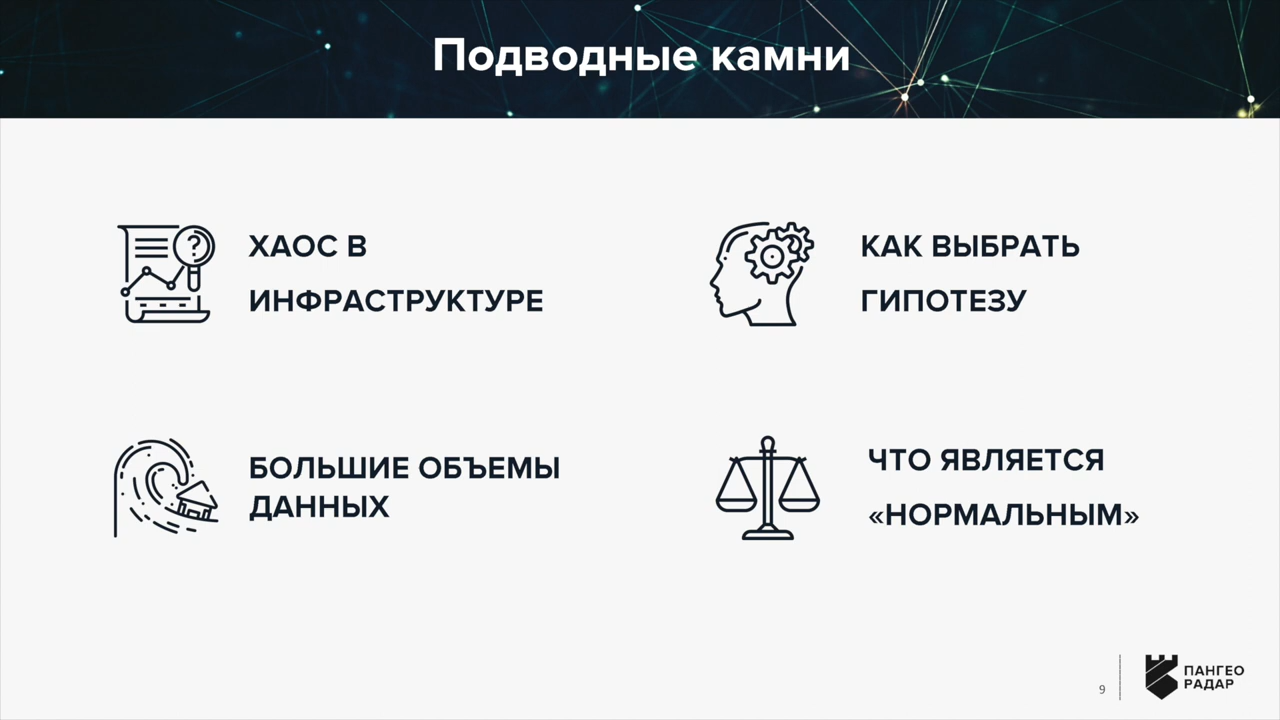 Подводные камни
ХАОС В
ИНФРАСТРУКТУРЕ
КАК ВЫБРАТЬ
ГИПОТЕЗУ
БОЛЬШИЕ ОБЪЕМЫ
ДАННЫХ
ЧТО ЯВЛЯЕТСЯ
«НОРМАЛЬНЫМ»
9
ПАНГЕО
РАДАР